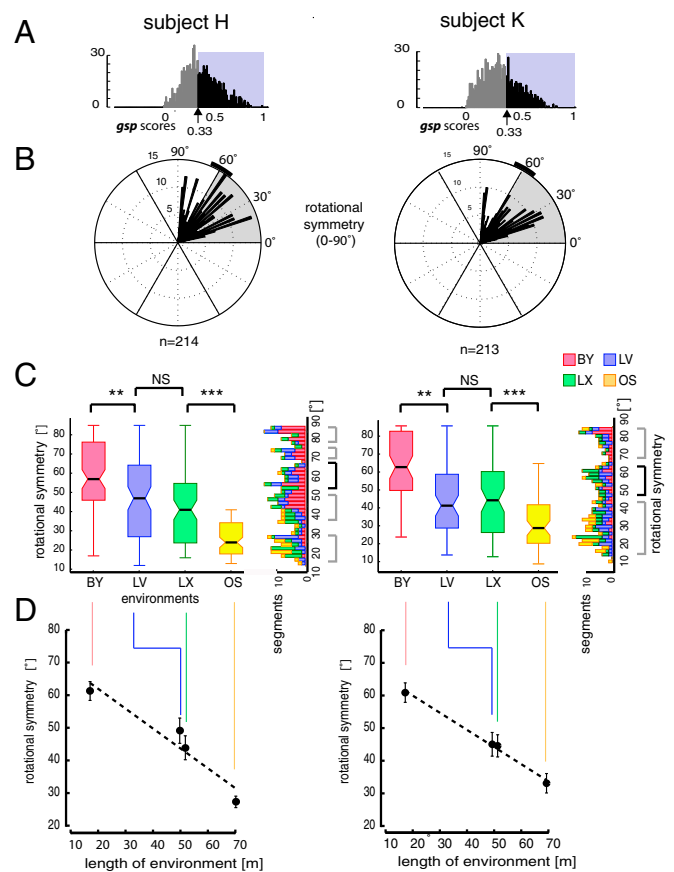 subject H
subject K
A
30
0
0
0.5
1
gsp scores
0.33
30
0
0
0.5
1
gsp scores
0.33
B
15
10
5
90°
60°
30°
0°
n=214
rotational
symmetry
(0-90°)
15
10
5
90°
60°
30°
0°
n=213
BY
LV
LX
OS
C
**
NS
***
rotational symmetry [°]
80
70
60
50
40
30
20
10
BY
LV
LX
OS
environments
10 20 30 40 50 60 70 80 90 [°]
10
0
segments
**
NS
***
80
70
60
50
40
30
20
10
BY
LV
LX
OS
10 20 30 40 50 60 70 80 90 [°]
rotational symmetry
10
0
segments
D
rotational symmetry
[°]
80
70
60
50
40
30
20
10 20 30 40 50 60 70
length of environment [m]
rotational symmetry
[°]
80
70
60
50
40
30
20
10 20 30 40 50 60 70
length of environment [m]